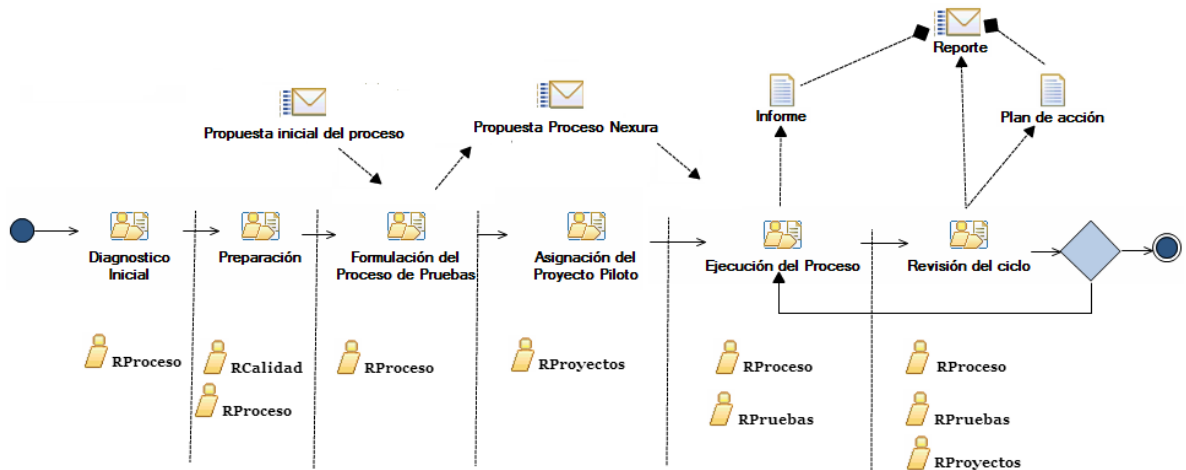 Reporte
Informe
Plan de acción
Propuesta inicial del proceso
Propuesta Proceso Nexura
Diagnostico
Inicial
Preparación
Formulación del
Proceso de Pruebas
Asignación del
Proyecto Piloto
Ejecución del Proceso
Revisión del ciclo
RProceso
RCalidad
RProceso
RProceso
RProyectos
RProceso
RPruebas
RProceso
RPruebas
RProyectos